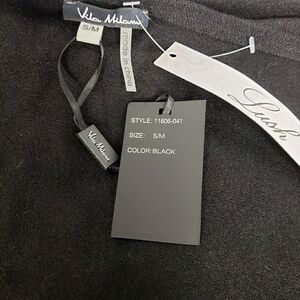 Vila Milano
S/M
made in china
Lush
Vila Milano
STYLE: 11606-041
SIZE: S/M
COLOR: BLACK